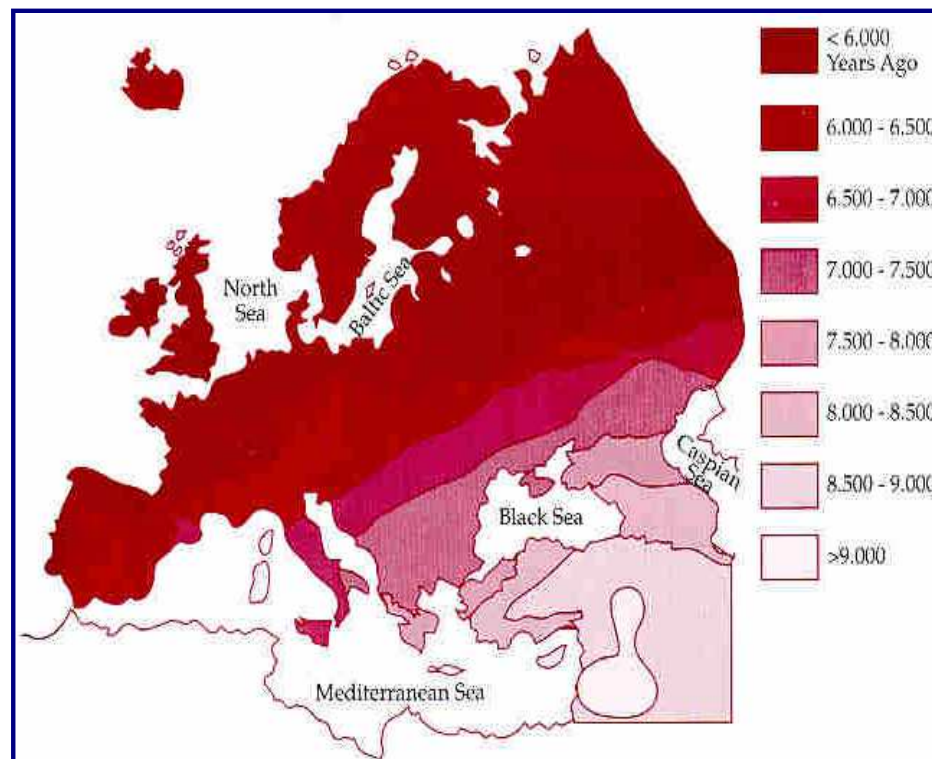 < 6.000
Years Ago
6.000 - 6.500
6.500 - 7.000
7.000 - 7.500
7.500 - 8.000
8.000 - 8.500
8.500 - 9.000
>9.000
North
Sea
Baltic Sea
Caspian
Sea
Black Sea
Mediterranean Sea